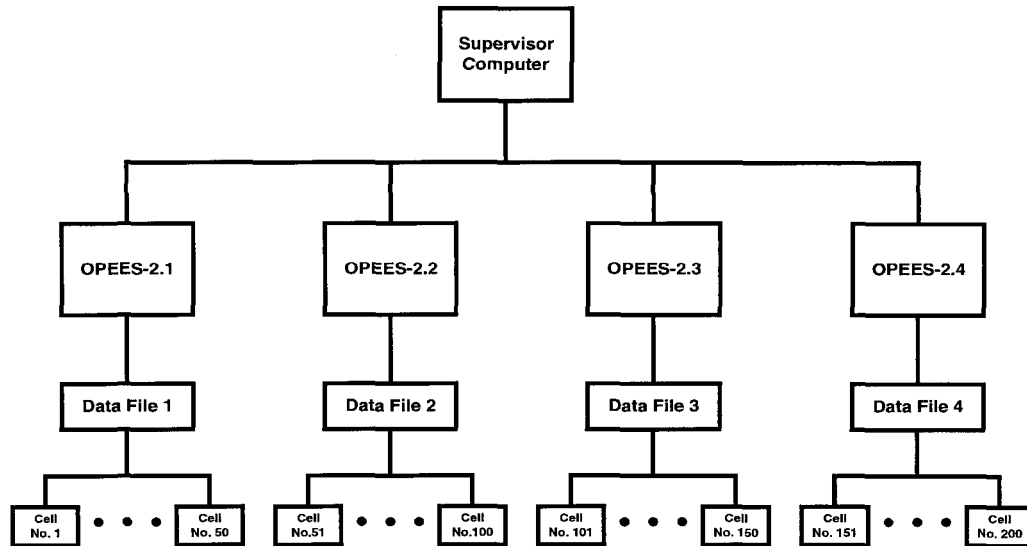 Supervisor
Computer
OPEES-2.1
OPEES-2.2
OPEES-2.3
OPEES-2.4
Data File 1
Data File 2
Data File 3
Data File 4
Cell
No. 1
Cell
No. 50
Cell
No.51
Cell
No.100
Cell
No. 101
Cell
No. 150
Cell
No. 151
Cell
No. 200